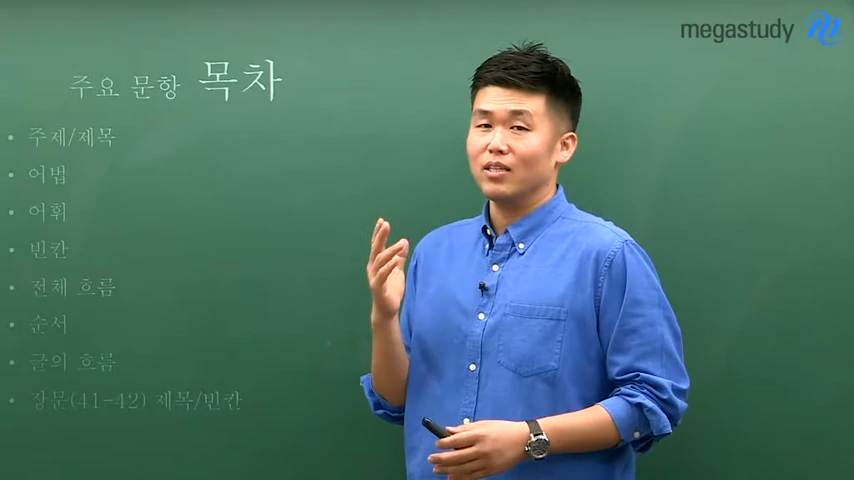 megastudy
주요 문항 목차
• 주제/제목
• 어법
• 어휘
• 빈칸
• 전체 흐름
• 순서
• 글의 흐름
• 장문(41-42) 제목/빈칸